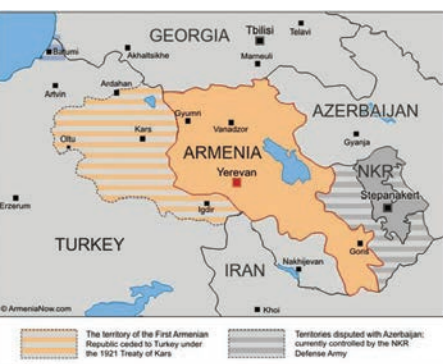 GEORGIA
Tbilisi
Telavi
Batumi
Akhaltsikhe
Marneuli
Artvin
Ardahan
AZERBAIJAN
Gyumri
Vanadzor
Oltu
Kars
Gyanja
ARMENIA
NKR
Yerevan
Stepanakert
Erzerum
Igdir
TURKEY
Goris
IRAN
Nakhijevan
© ArmeniaNow.com
Khoi
The territory of the First Armenian
Republic ceded to Turkey under
the 1921 Treaty of Kars
Territories disputed with Azerbaijan;
currently controlled by the NKR
Defense Army